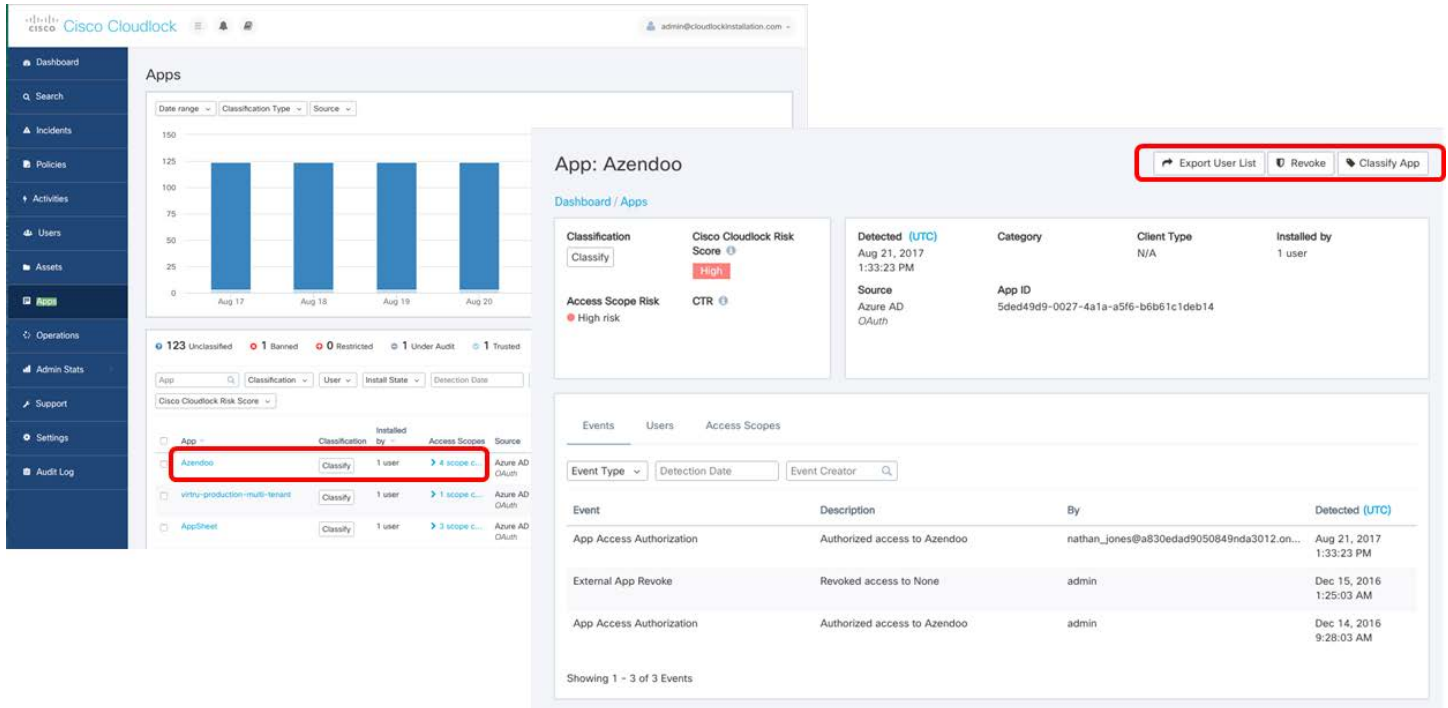 cisco Cisco Cloudlock
admin@cloudlockinstallation.com
Dashboard
Search
Incidents
Policies
Activities
Users
Assets
Apps
Operations
Admin Stats
Support
Settings
Audit Log
Apps
Date range Classification Type Source
150
125
100
75
50
25
0
Aug 17 Aug 18 Aug 19 Aug 20
123 Unclassified 1 Banned 0 Restricted 1 Under Audit 1 Trusted
App Classification User Install State Detection Date
Cisco Cloudlock Risk Score
App Classification Installed by Access Scopes Source
Azendoo Classify 1 user 4 scope c... Azure AD
OAuth
virtru-production-multi-tenant Classify 1 user 1 scope c... Azure AD
OAuth
AppSheet Classify 1 user 3 scope c... Azure AD
OAuth
App: Azendoo
Export User List Revoke Classify App
Dashboard / Apps
Classification
Classify
Cisco Cloudlock Risk
Score
High
Access Scope Risk
High risk
CTR
Detected (UTC)
Aug 21, 2017
1:33:23 PM
Category
Client Type
N/A
Installed by
1 user
Source
Azure AD
OAuth
App ID
5ded49d9-0027-4a1a-a5f6-b6b61c1deb14
Events Users Access Scopes
Event Type Detection Date Event Creator
Event Description By Detected (UTC)
App Access Authorization Authorized access to Azendoo nathan_jones@a830edad9050849nda3012.on... Aug 21, 2017
1:33:23 PM
External App Revoke Revoked access to None admin Dec 15, 2016
1:25:03 AM
App Access Authorization Authorized access to Azendoo admin Dec 14, 2016
9:28:03 AM
Showing 1 - 3 of 3 Events